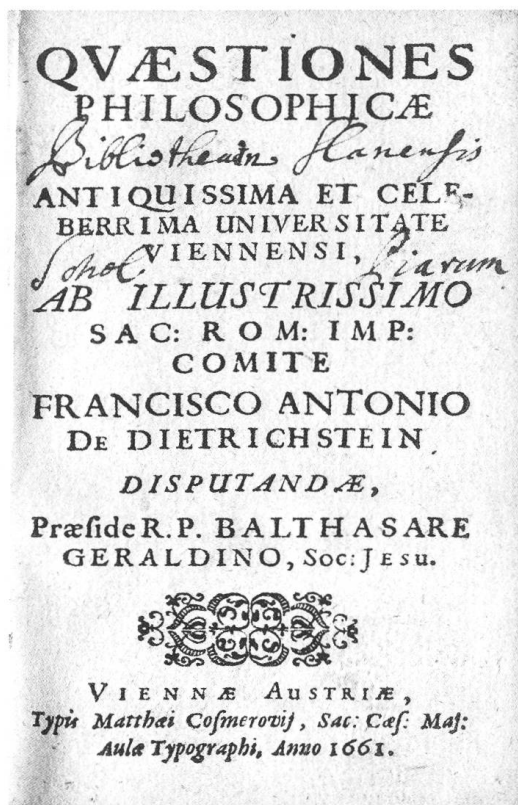 QVÆSTIONES
PHILOSOPHICÆ
Bibliothecæ Slanensis
ANTIQUISSIMA ET CELE-
BERRIMA UNIVERSITATE
VIENNENSI,
Schol. Piarum
AB ILLUSTRISSIMO
SAC: ROM: IMP:
COMITE
FRANCISCO ANTONIO
DE DIETRICHSTEIN
DISPUTANDÆ,
Præſide R. P. BALTHASARE
GERALDINO, Soc: JESU.
VIENNÆ AUSTRIÆ,
Typis Matthæi Coſmerovij, Sac: Cæſ: Maj:
Aulæ Typographi, Anno 1661.